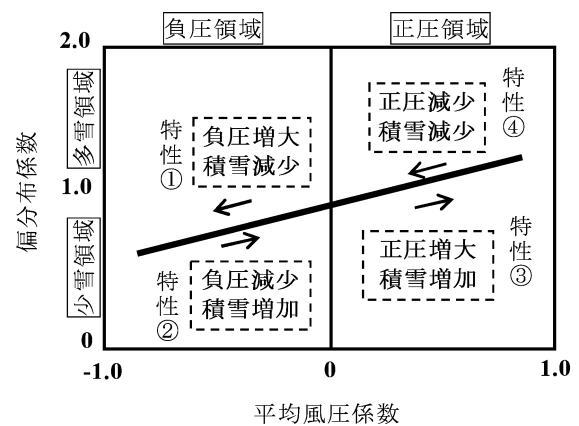 負圧領域
正圧領域
2.0
多雪領域
1.0
少雪領域
0
偏分布係数
特性①
負圧増大
積雪減少
正圧減少
積雪減少
特性④
特性②
負圧減少
積雪増加
正圧増大
積雪増加
特性③
-1.0
0
1.0
平均風圧係数